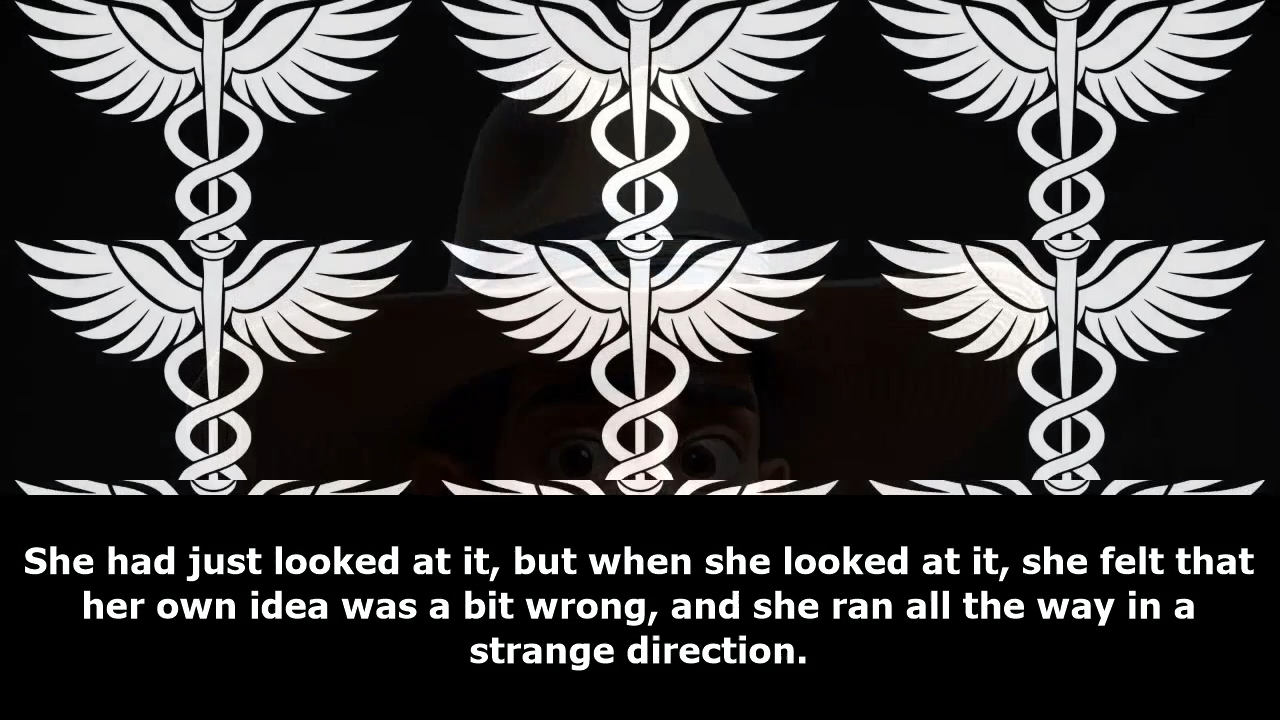 She had just looked at it, but when she looked at it, she felt that
her own idea was a bit wrong, and she ran all the way in a
strange direction.